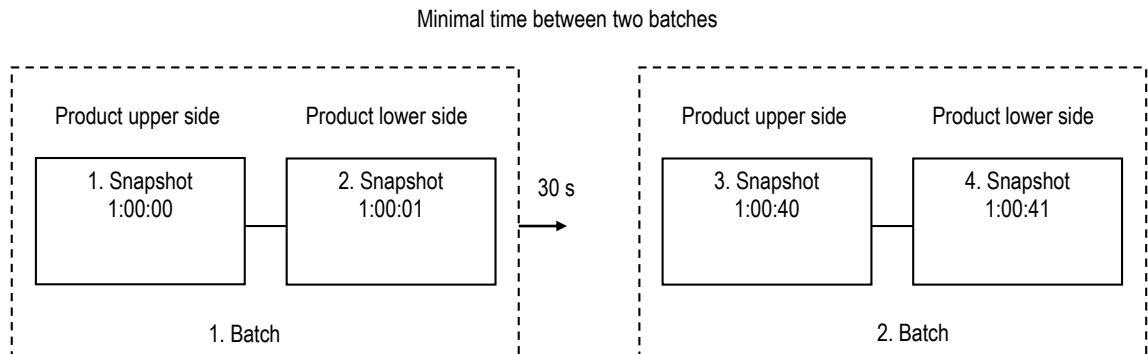 Minimal time between two batches
Product upper side
Product lower side
1. Snapshot
1:00:00
2. Snapshot
1:00:01
1. Batch
30 s
Product upper side
Product lower side
3. Snapshot
1:00:40
4. Snapshot
1:00:41
2. Batch